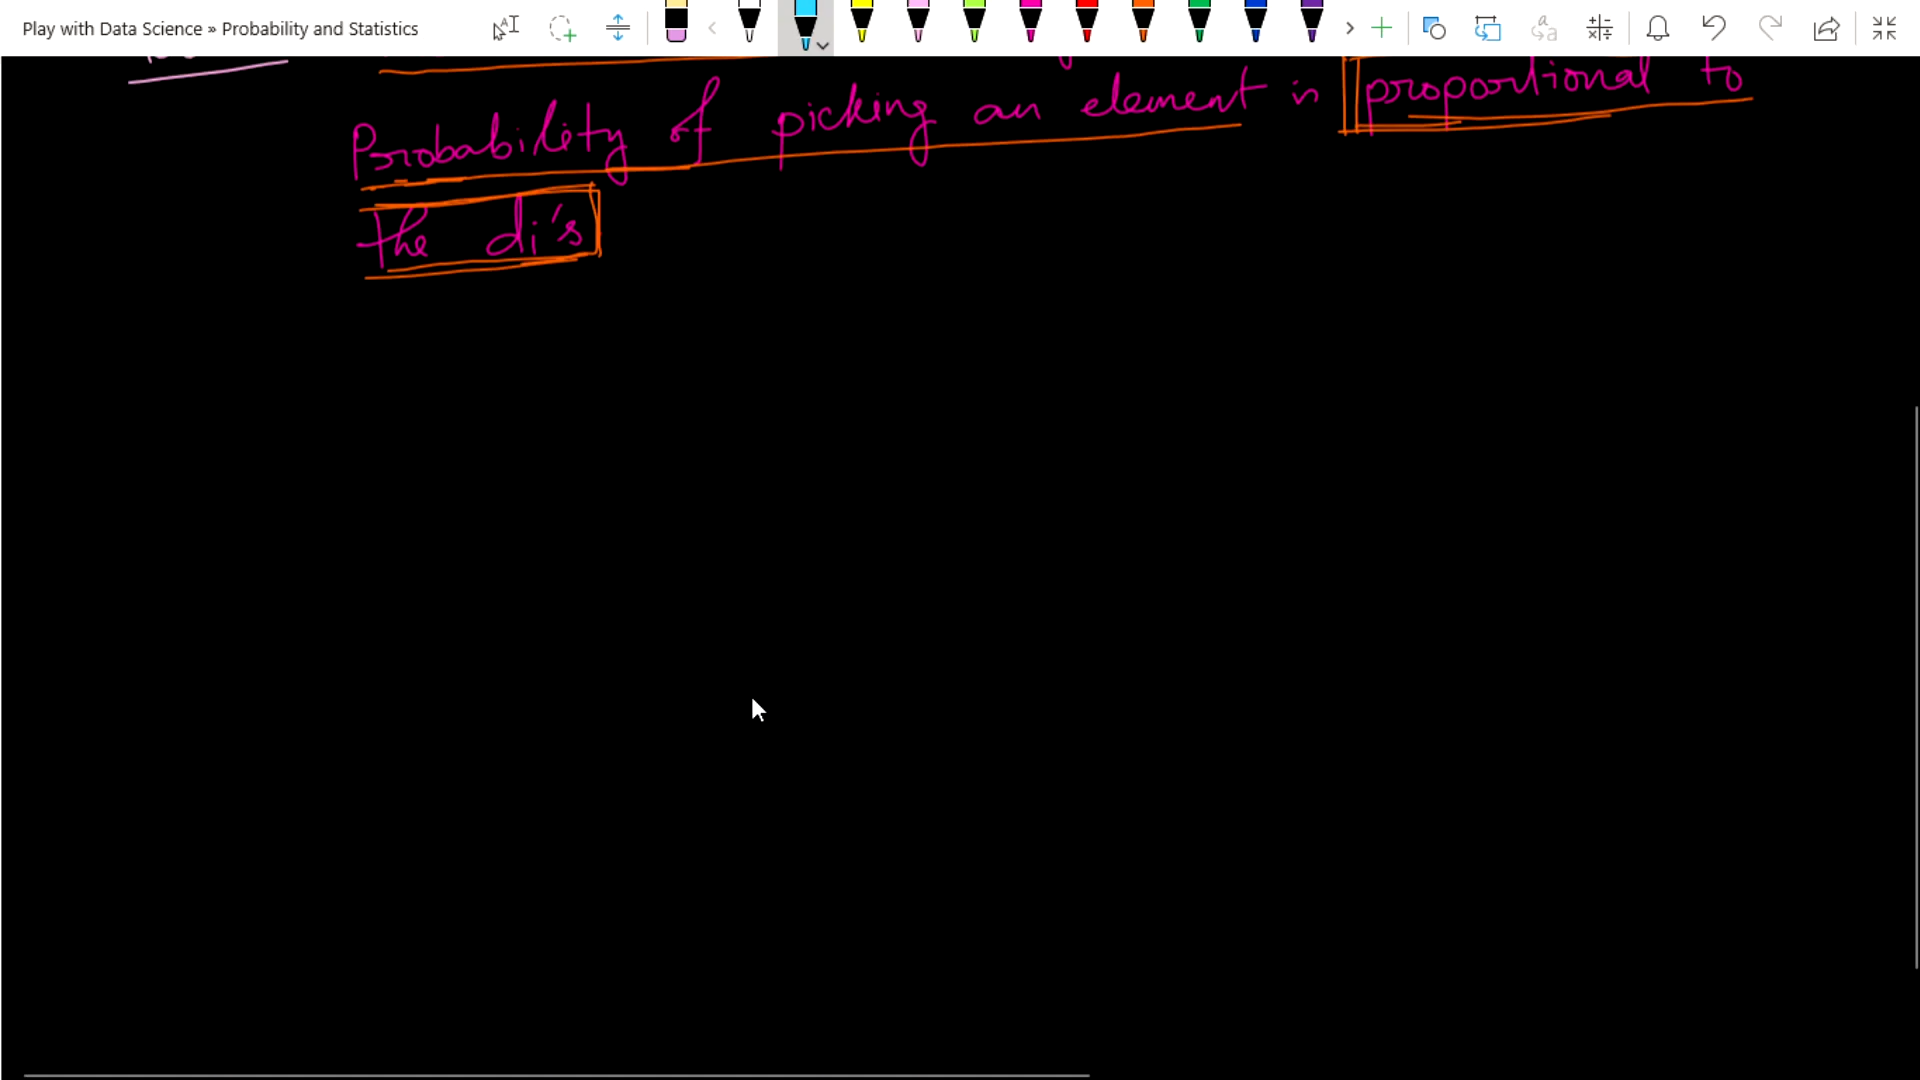 Play with Data Science » Probability and Statistics
Probability of picking an element is proportional to
the di's